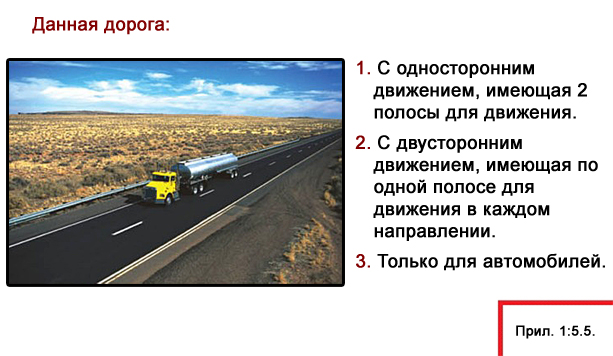 Данная дорога:
1. С односторонним
движением, имеющая 2
полосы для движения.
2. С двусторонним
движением, имеющая по
одной полосе для
движения в каждом
направлении.
3. Только для автомобилей.
Прил. 1:5.5.